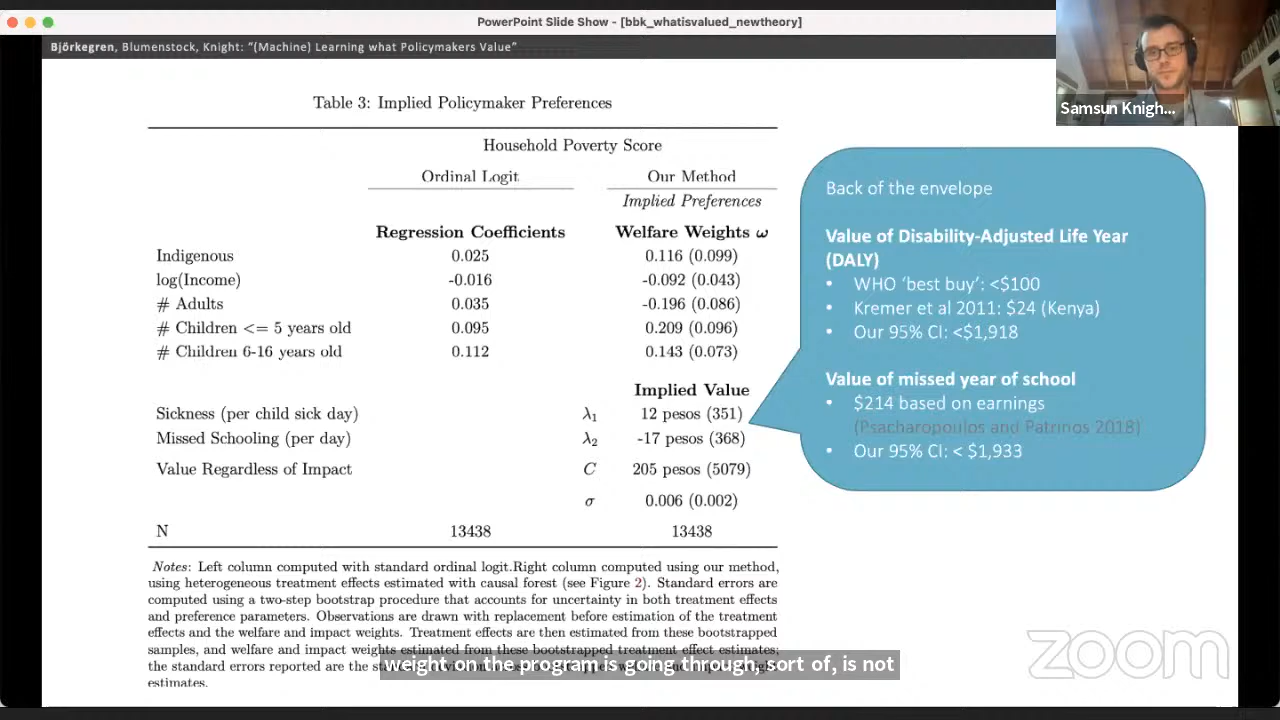 PowerPoint Slide Show - [bbk_whatisvalued_newtheory]
Björkegren, Blumenstock, Knight: "(Machine) Learning what Policymakers Value"
Samsun Knigh...
Table 3: Implied Policymaker Preferences
Household Poverty Score
Ordinal Logit Our Method
Implied Preferences
Regression Coefficients Welfare Weights ω
Indigenous 0.025 0.116 (0.099)
log(Income) -0.016 -0.092 (0.043)
# Adults 0.035 -0.196 (0.086)
# Children <= 5 years old 0.095 0.209 (0.096)
# Children 6-16 years old 0.112 0.143 (0.073)
Implied Value
Sickness (per child sick day) λ1 12 pesos (351)
Missed Schooling (per day) λ2 -17 pesos (368)
Value Regardless of Impact C 205 pesos (5079)
σ 0.006 (0.002)
N 13438 13438
Notes: Left column computed with standard ordinal logit.Right column computed using our method,
using heterogeneous treatment effects estimated with causal forest (see Figure 2). Standard errors are
computed using a two-step bootstrap procedure that accounts for uncertainty in both treatment effects
and preference parameters. Observations are drawn with replacement before estimation of the treatment
effects and the welfare and impact weights. Treatment effects are then estimated from these bootstrapped
samples, and welfare and impact weights estimated from these bootstrapped treatment effect estimates;
the standard errors reported are the
estimates.
Back of the envelope
Value of Disability-Adjusted Life Year
(DALY)
• WHO 'best buy': <$100
• Kremer et al 2011: $24 (Kenya)
• Our 95% CI: <$1,918
Value of missed year of school
• $214 based on earnings
(Psacharopoulos and Patrinos 2018)
• Our 95% CI: < $1,933
weight on the program is going through, sort of, is not
zoom